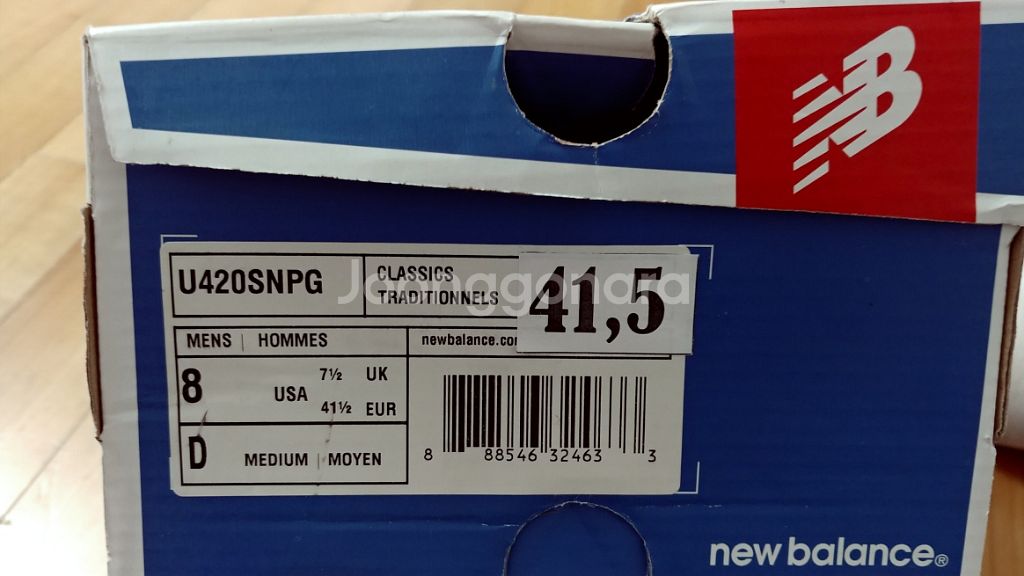 NB
U420SNPG
CLASSICS
TRADITIONNELS
41,5
Joonggonara
MENS | HOMMES
newbalance.co
8 USA 7½ UK
41½ EUR
D MEDIUM | MOYEN
8 88546 32463 3
new balance®